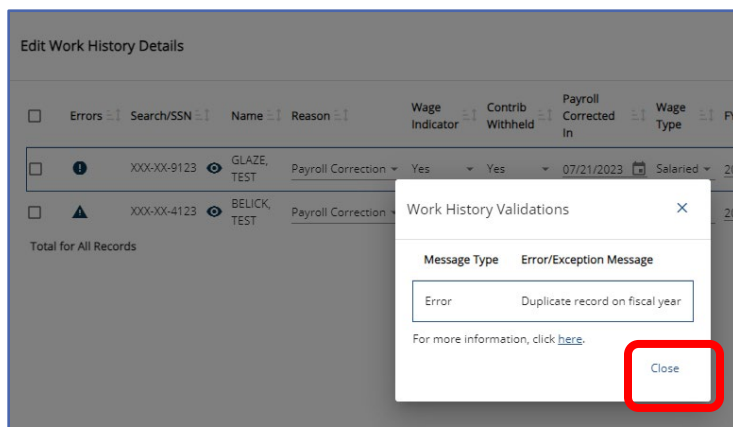 Edit Work History Details
Errors Search/SSN Name Reason Wage Indicator Contrib Withheld Payroll Corrected In Wage Type FY
XXX-XX-9123 GLAZE, TEST Payroll Correction Yes Yes 07/21/2023 Salaried 20
XXX-XX-4123 BELICK, TEST Payroll Correction 20
Total for All Records
Work History Validations
Message Type Error/Exception Message
Error Duplicate record on fiscal year
For more information, click here.
Close